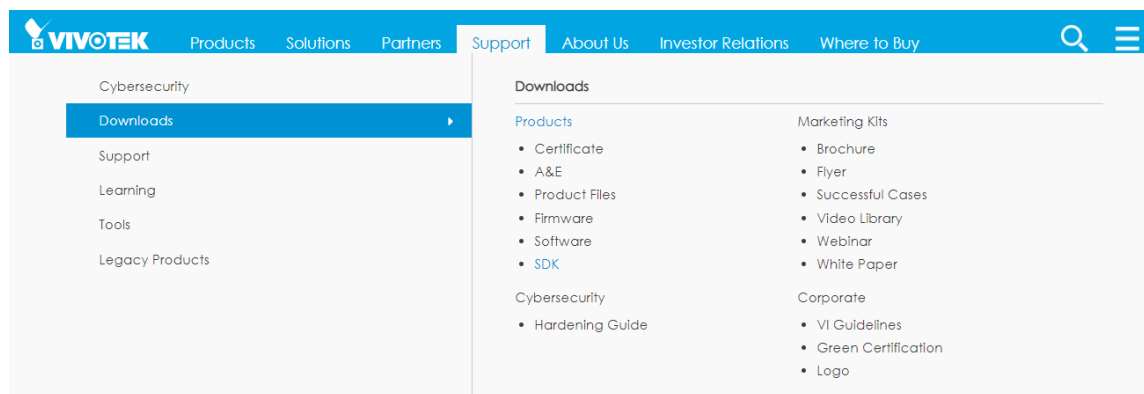 VIVOTEK Products Solutions Partners Support About Us Investor Relations Where to Buy
Cybersecurity
Downloads
Support
Learning
Tools
Legacy Products
Downloads
Products
• Certificate
• A&E
• Product Files
• Firmware
• Software
• SDK
Cybersecurity
• Hardening Guide
Marketing Kits
• Brochure
• Flyer
• Successful Cases
• Video Library
• Webinar
• White Paper
Corporate
• VI Guidelines
• Green Certification
• Logo